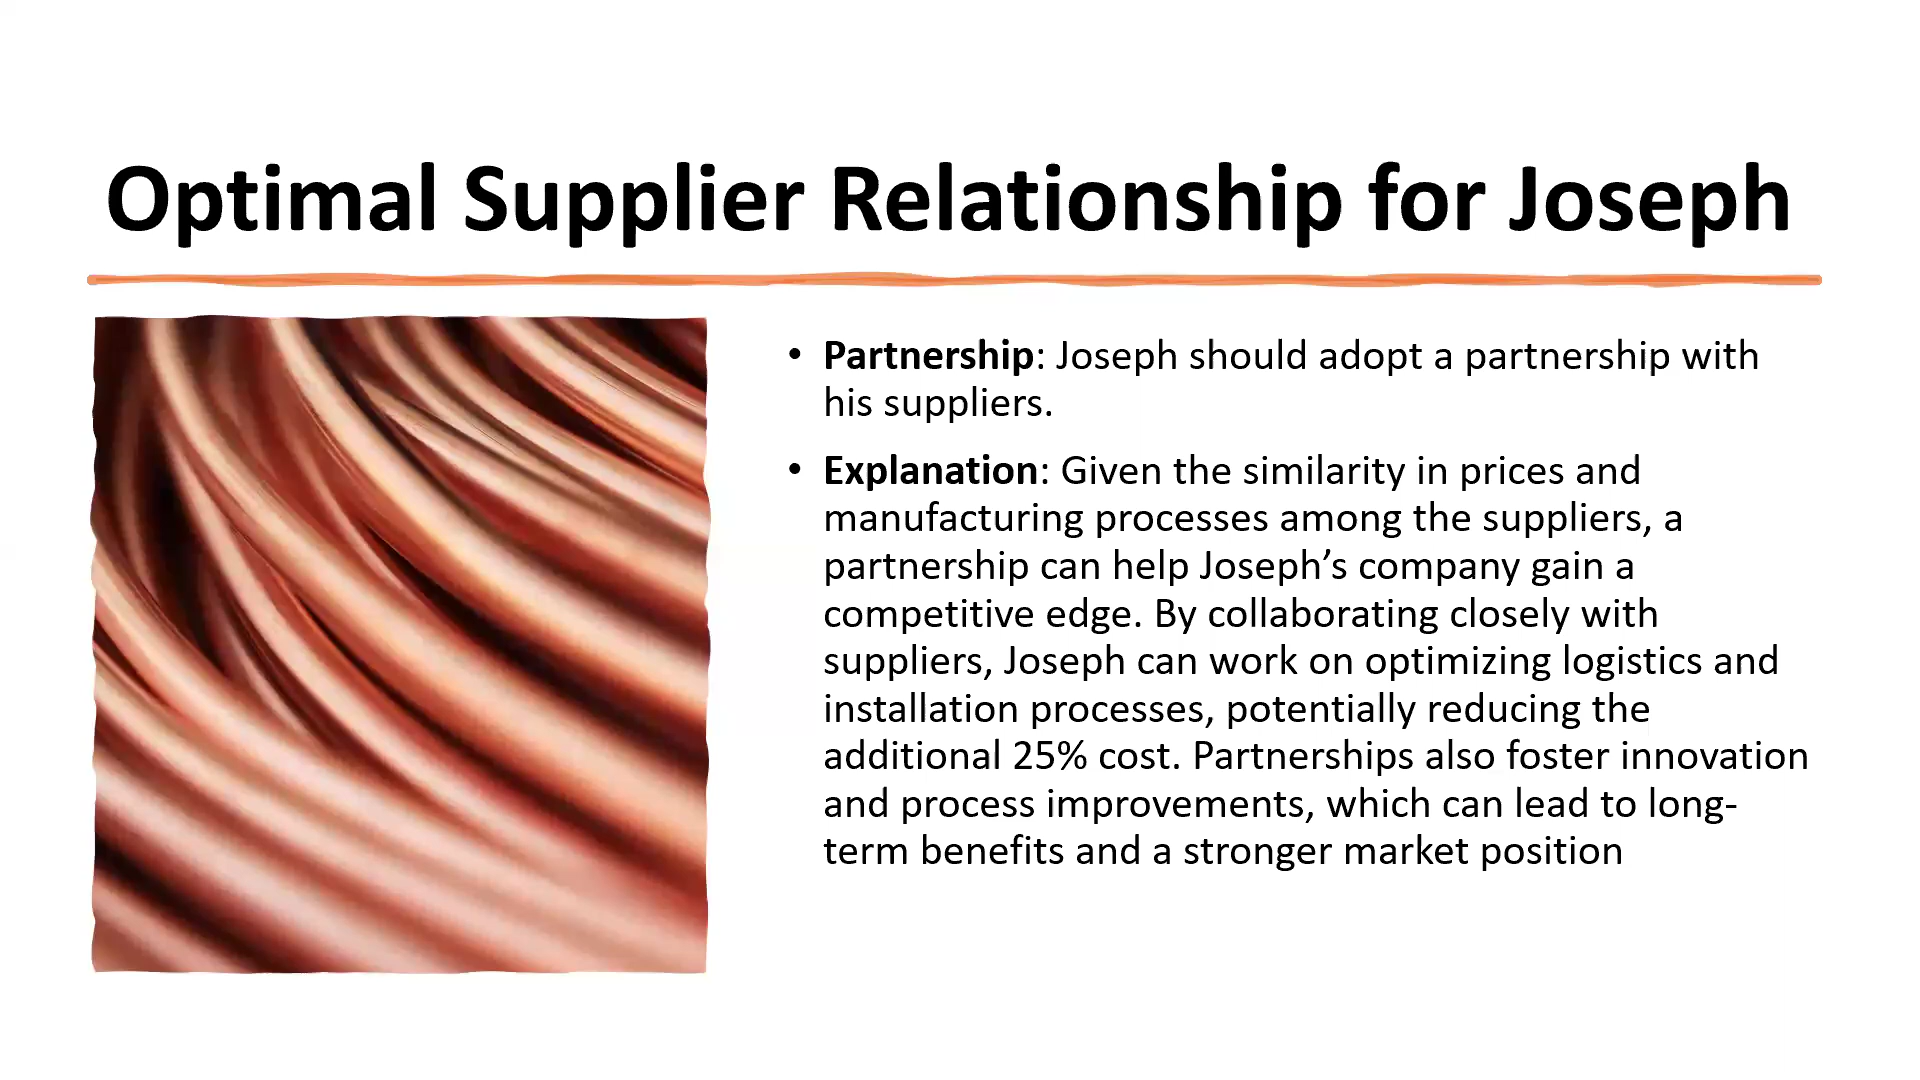 Optimal Supplier Relationship for Joseph
• Partnership: Joseph should adopt a partnership with
his suppliers.
• Explanation: Given the similarity in prices and
manufacturing processes among the suppliers, a
partnership can help Joseph’s company gain a
competitive edge. By collaborating closely with
suppliers, Joseph can work on optimizing logistics and
installation processes, potentially reducing the
additional 25% cost. Partnerships also foster innovation
and process improvements, which can lead to long-
term benefits and a stronger market position